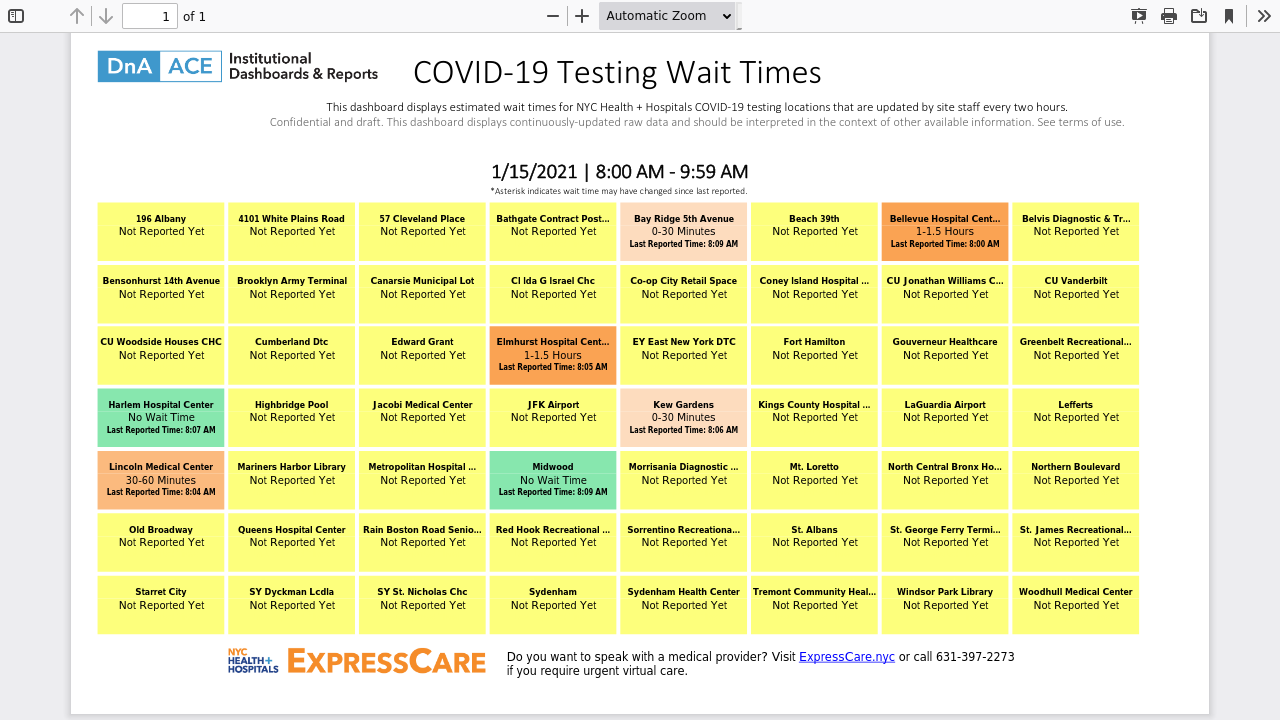 1 of 1 Automatic Zoom
DnA ACE Institutional
Dashboards & Reports
COVID-19 Testing Wait Times
This dashboard displays estimated wait times for NYC Health + Hospitals COVID-19 testing locations that are updated by site staff every two hours.
Confidential and draft. This dashboard displays continuously-updated raw data and should be interpreted in the context of other available information. See terms of use.
1/15/2021 | 8:00 AM - 9:59 AM
*Asterisk indicates wait time may have changed since last reported.
196 Albany
Not Reported Yet
4101 White Plains Road
Not Reported Yet
57 Cleveland Place
Not Reported Yet
Bathgate Contract Post...
Not Reported Yet
Bay Ridge 5th Avenue
0-30 Minutes
Last Reported Time: 8:09 AM
Beach 39th
Not Reported Yet
Bellevue Hospital Cent...
1-1.5 Hours
Last Reported Time: 8:00 AM
Belvis Diagnostic & Tr...
Not Reported Yet
Bensonhurst 14th Avenue
Not Reported Yet
Brooklyn Army Terminal
Not Reported Yet
Canarsie Municipal Lot
Not Reported Yet
Cl Ida G Israel Chc
Not Reported Yet
Co-op City Retail Space
Not Reported Yet
Coney Island Hospital ...
Not Reported Yet
CU Jonathan Williams C...
Not Reported Yet
CU Vanderbilt
Not Reported Yet
CU Woodside Houses CHC
Not Reported Yet
Cumberland Dtc
Not Reported Yet
Edward Grant
Not Reported Yet
Elmhurst Hospital Cent...
1-1.5 Hours
Last Reported Time: 8:05 AM
EY East New York DTC
Not Reported Yet
Fort Hamilton
Not Reported Yet
Gouverneur Healthcare
Not Reported Yet
Greenbelt Recreational...
Not Reported Yet
Harlem Hospital Center
No Wait Time
Last Reported Time: 8:07 AM
Highbridge Pool
Not Reported Yet
Jacobi Medical Center
Not Reported Yet
JFK Airport
Not Reported Yet
Kew Gardens
0-30 Minutes
Last Reported Time: 8:06 AM
Kings County Hospital ...
Not Reported Yet
LaGuardia Airport
Not Reported Yet
Lefferts
Not Reported Yet
Lincoln Medical Center
30-60 Minutes
Last Reported Time: 8:04 AM
Mariners Harbor Library
Not Reported Yet
Metropolitan Hospital ...
Not Reported Yet
Midwood
No Wait Time
Last Reported Time: 8:09 AM
Morrisania Diagnostic ...
Not Reported Yet
Mt. Loretto
Not Reported Yet
North Central Bronx Ho...
Not Reported Yet
Northern Boulevard
Not Reported Yet
Old Broadway
Not Reported Yet
Queens Hospital Center
Not Reported Yet
Rain Boston Road Senio...
Not Reported Yet
Red Hook Recreational ...
Not Reported Yet
Sorrentino Recreationa...
Not Reported Yet
St. Albans
Not Reported Yet
St. George Ferry Termi...
Not Reported Yet
St. James Recreational...
Not Reported Yet
Starret City
Not Reported Yet
SY Dyckman Lcdla
Not Reported Yet
SY St. Nicholas Chc
Not Reported Yet
Sydenham
Not Reported Yet
Sydenham Health Center
Not Reported Yet
Tremont Community Heal...
Not Reported Yet
Windsor Park Library
Not Reported Yet
Woodhull Medical Center
Not Reported Yet
NYC
HEALTH+
HOSPITALS
EXPRESSCARE
Do you want to speak with a medical provider? Visit ExpressCare.nyc or call 631-397-2273
if you require urgent virtual care.